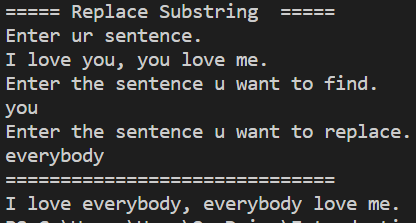 ===== Replace Substring  =====
Enter ur sentence.
I love you, you love me.
Enter the sentence u want to find.
you
Enter the sentence u want to replace.
everybody
==============================
I love everybody, everybody love me.